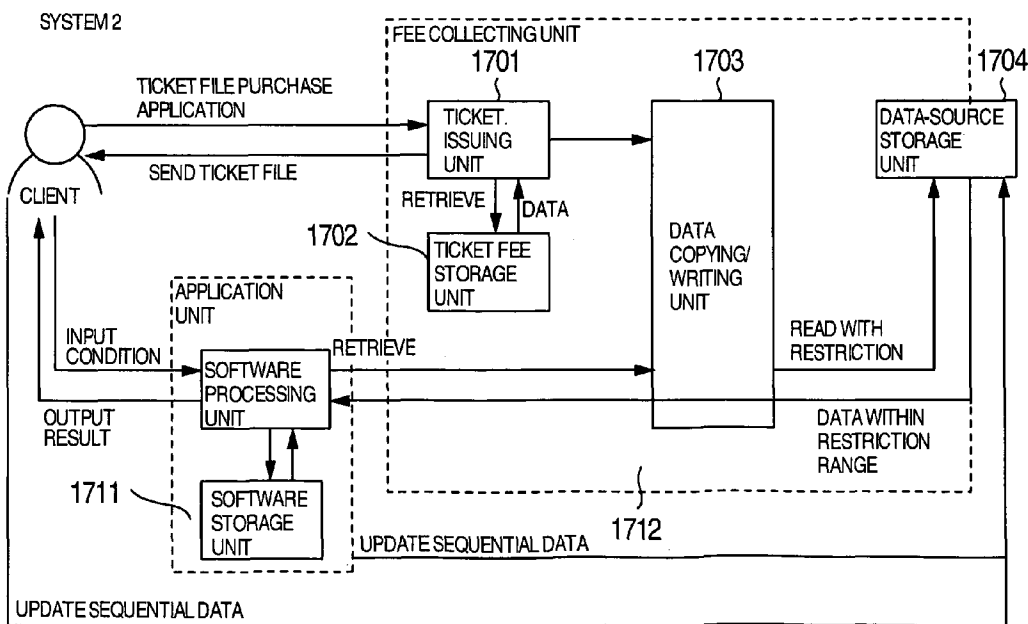 SYSTEM 2
FEE COLLECTING UNIT
1701
1703
1704
TICKET FILE PURCHASE
APPLICATION
TICKET.
ISSUING
UNIT
DATA-SOURCE
STORAGE
UNIT
SEND TICKET FILE
CLIENT
RETRIEVE
DATA
1702
TICKET FEE
STORAGE
UNIT
DATA
COPYING/
WRITING
UNIT
APPLICATION
UNIT
INPUT
CONDITION
RETRIEVE
READ WITH
RESTRICTION
SOFTWARE
PROCESSING
UNIT
OUTPUT
RESULT
DATA WITHIN
RESTRICTION
RANGE
1711
SOFTWARE
STORAGE
UNIT
1712
UPDATE SEQUENTIAL DATA
UPDATE SEQUENTIAL DATA